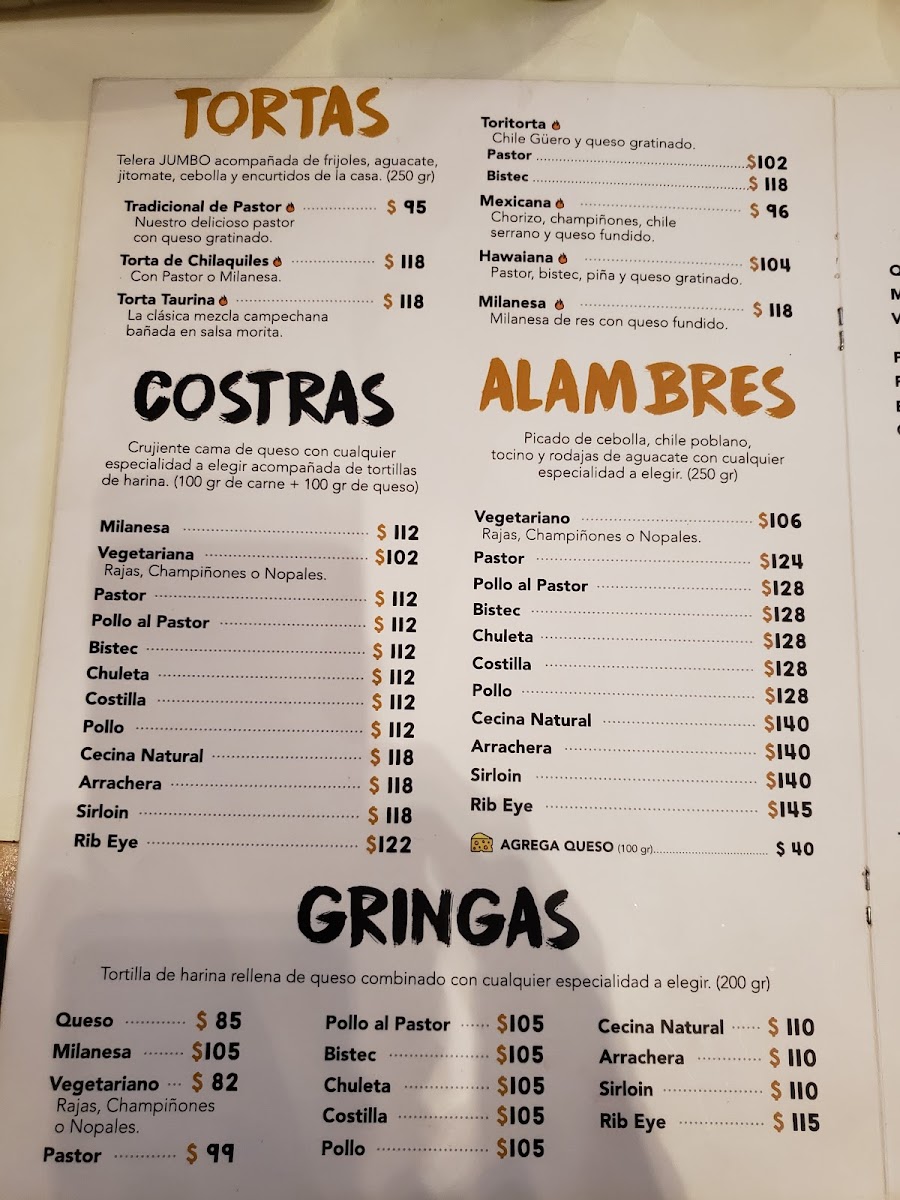 TORTAS
Telera JUMBO acompañada de frijoles, aguacate,
jitomate, cebolla y encurtidos de la casa. (250 gr)
Tradicional de Pastor $ 95
Nuestro delicioso pastor
con queso gratinado.
Torta de Chilaquiles $ 118
Con Pastor o Milanesa.
Torta Taurina $ 118
La clásica mezcla campechana
bañada en salsa morita.
Toritorta
Chile Güero y queso gratinado.
Pastor $102
Bistec $ 118
Mexicana $ 96
Chorizo, champiñones, chile
serrano y queso fundido.
Hawaiana $104
Pastor, bistec, piña y queso gratinado.
Milanesa $ 118
Milanesa de res con queso fundido.
COSTRAS
Crujiente cama de queso con cualquier
especialidad a elegir acompañada de tortillas
de harina. (100 gr de carne + 100 gr de queso)
Milanesa $ 112
Vegetariana $102
Rajas, Champiñones o Nopales.
Pastor $ 112
Pollo al Pastor $ 112
Bistec $ 112
Chuleta $ 112
Costilla $ 112
Pollo $ 112
Cecina Natural $ 118
Arrachera $ 118
Sirloin $ 118
Rib Eye $122
ALAMBRES
Picado de cebolla, chile poblano,
tocino y rodajas de aguacate con cualquier
especialidad a elegir. (250 gr)
Vegetariano $106
Rajas, Champiñones o Nopales.
Pastor $124
Pollo al Pastor $128
Bistec $128
Chuleta $128
Costilla $128
Pollo $128
Cecina Natural $140
Arrachera $140
Sirloin $140
Rib Eye $145
AGREGA QUESO (100 gr) $ 40
GRINGAS
Tortilla de harina rellena de queso combinado con cualquier especialidad a elegir. (200 gr)
Queso $ 85
Milanesa $105
Vegetariano $ 82
Rajas, Champiñones
o Nopales.
Pastor $ 99
Pollo al Pastor $105
Bistec $105
Chuleta $105
Costilla $105
Pollo $105
Cecina Natural $ 110
Arrachera $ 110
Sirloin $ 110
Rib Eye $ 115